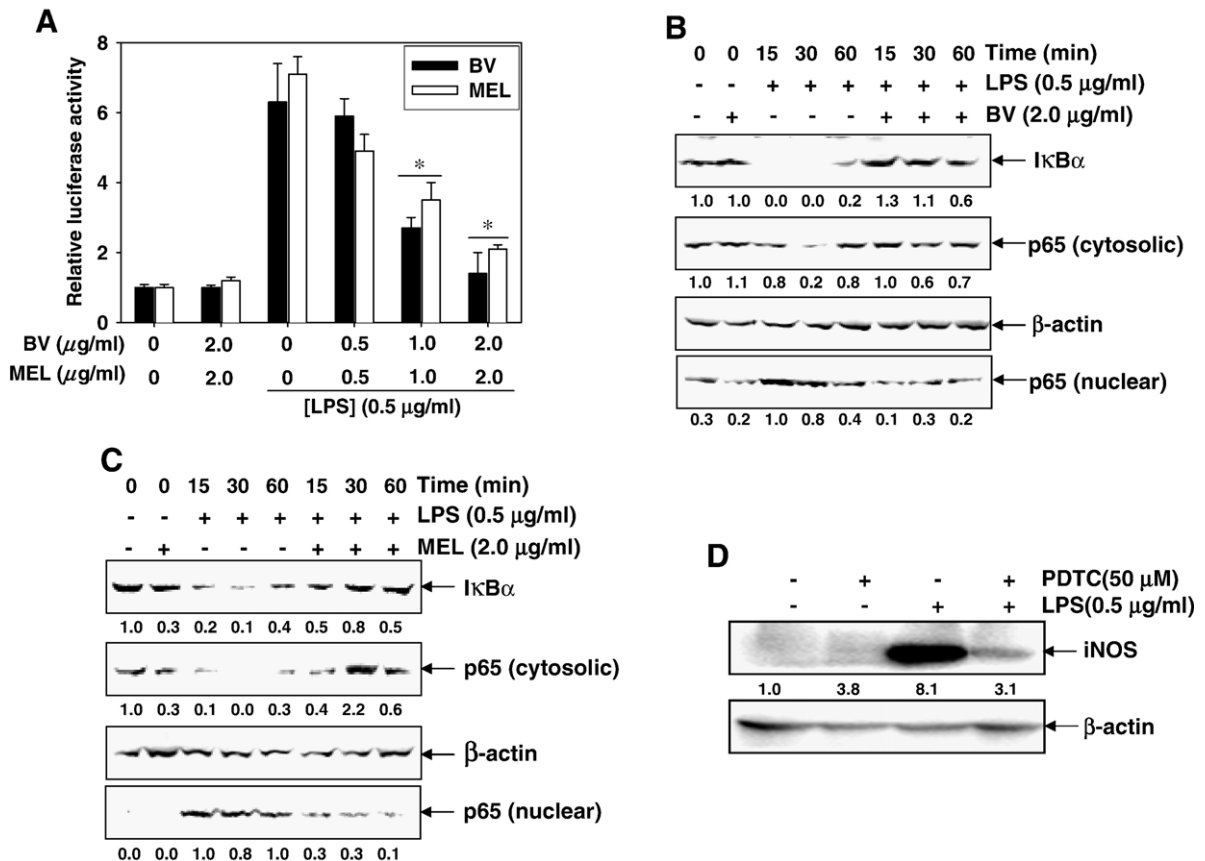 A
Relative luciferase activity
8
6
4
2
0
BV
MEL
*
*
BV (μg/ml) 0 2.0 0 0.5 1.0 2.0
MEL (μg/ml) 0 2.0 0 0.5 1.0 2.0
[LPS] (0.5 μg/ml)
B
0 0 15 30 60 15 30 60 Time (min)
- - + + + + + + LPS (0.5 μg/ml)
- + - - - + + + BV (2.0 μg/ml)
IκBα
1.0 1.0 0.0 0.0 0.2 1.3 1.1 0.6
p65 (cytosolic)
1.0 1.1 0.8 0.2 0.8 1.0 0.6 0.7
β-actin
p65 (nuclear)
0.3 0.2 1.0 0.8 0.4 0.1 0.3 0.2
C
0 0 15 30 60 15 30 60 Time (min)
- - + + + + + + LPS (0.5 μg/ml)
- + - - - + + + MEL (2.0 μg/ml)
IκBα
1.0 0.3 0.2 0.1 0.4 0.5 0.8 0.5
p65 (cytosolic)
1.0 0.3 0.1 0.0 0.3 0.4 2.2 0.6
β-actin
p65 (nuclear)
0.0 0.0 1.0 0.8 1.0 0.3 0.3 0.1
D
- + - + PDTC(50 μM)
- - + + LPS(0.5 μg/ml)
iNOS
1.0 3.8 8.1 3.1
β-actin